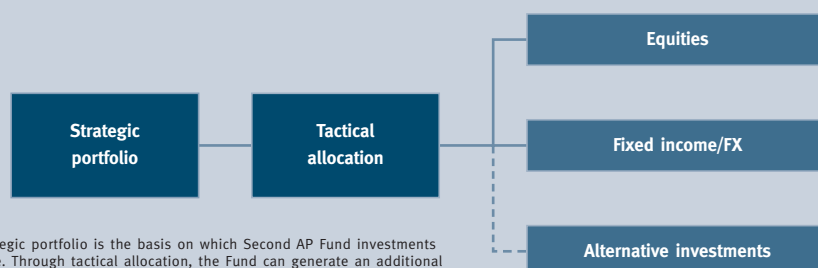 Equities
Strategic
portfolio
Tactical
allocation
Fixed income/FX
Alternative investments
egic portfolio is the basis on which Second AP Fund investments
e. Through tactical allocation, the Fund can generate an additional